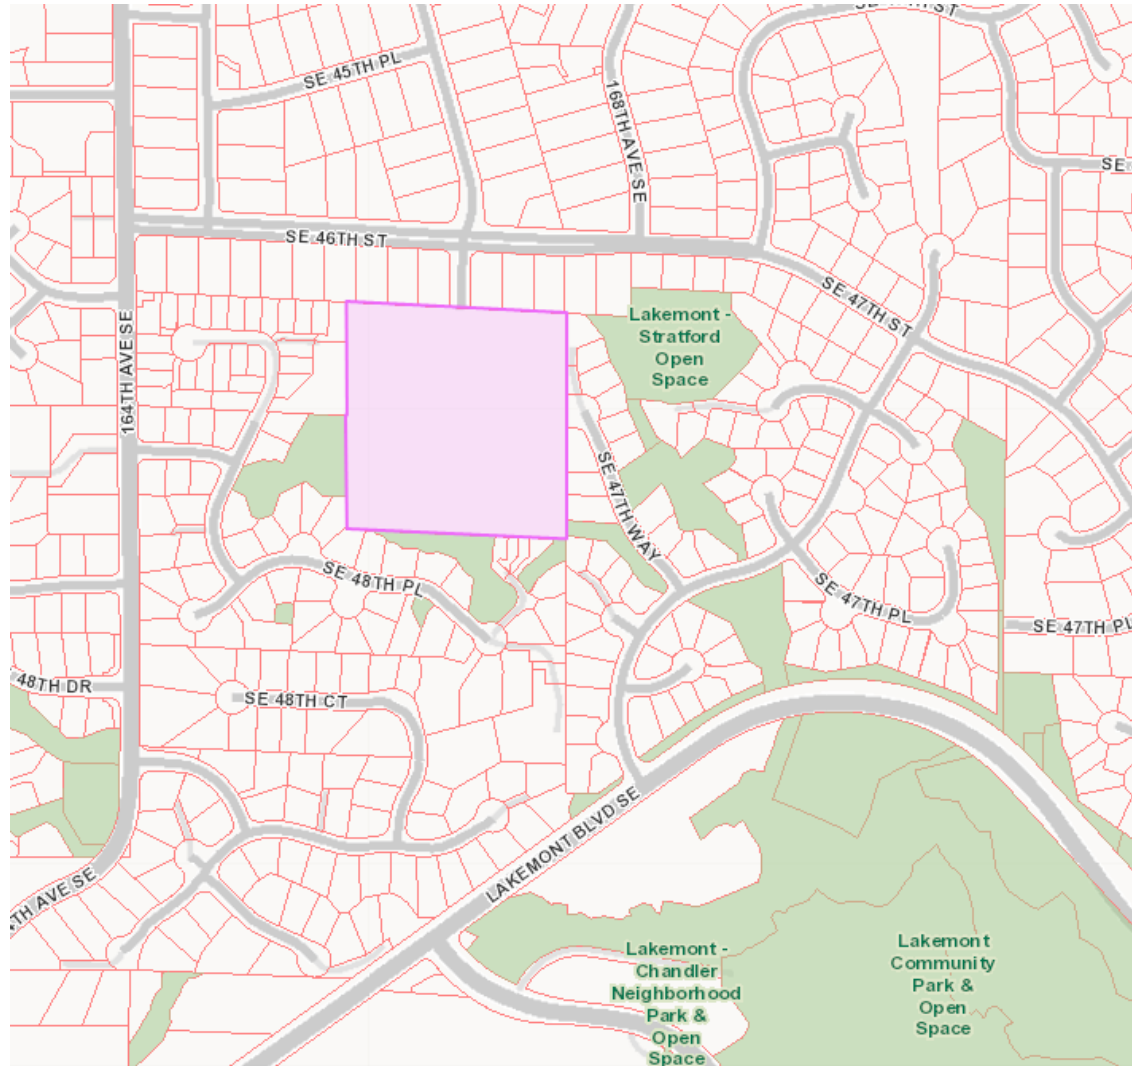 SE 45TH PL
168TH AVE SE
SE
SE 46TH ST
SE 47TH ST
Lakemont -
Stratford
Open
Space
164TH AVE SE
SE 47TH WAY
SE 48TH PL
SE 47TH PL
SE 47TH PL
48TH DR
SE 48TH CT
LAKEMONT BLVD SE
TH AVE SE
Lakemont -
Chandler
Neighborhood
Park &
Open
Space
Lakemont
Community
Park &
Open
Space